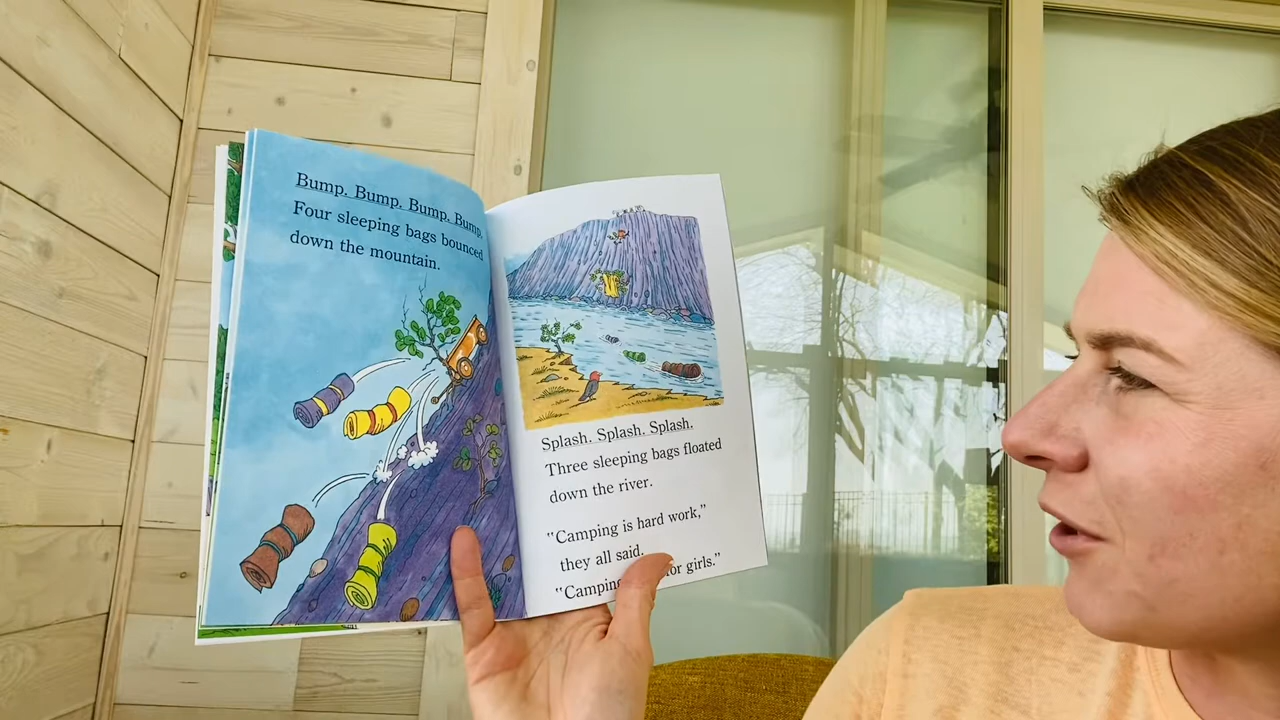 Bump. Bump. Bump. Bump.
Four sleeping bags bounced
down the mountain.
Splash. Splash. Splash.
Three sleeping bags floated
down the river.
"Camping is hard work,"
they all said.
"Camping for girls."